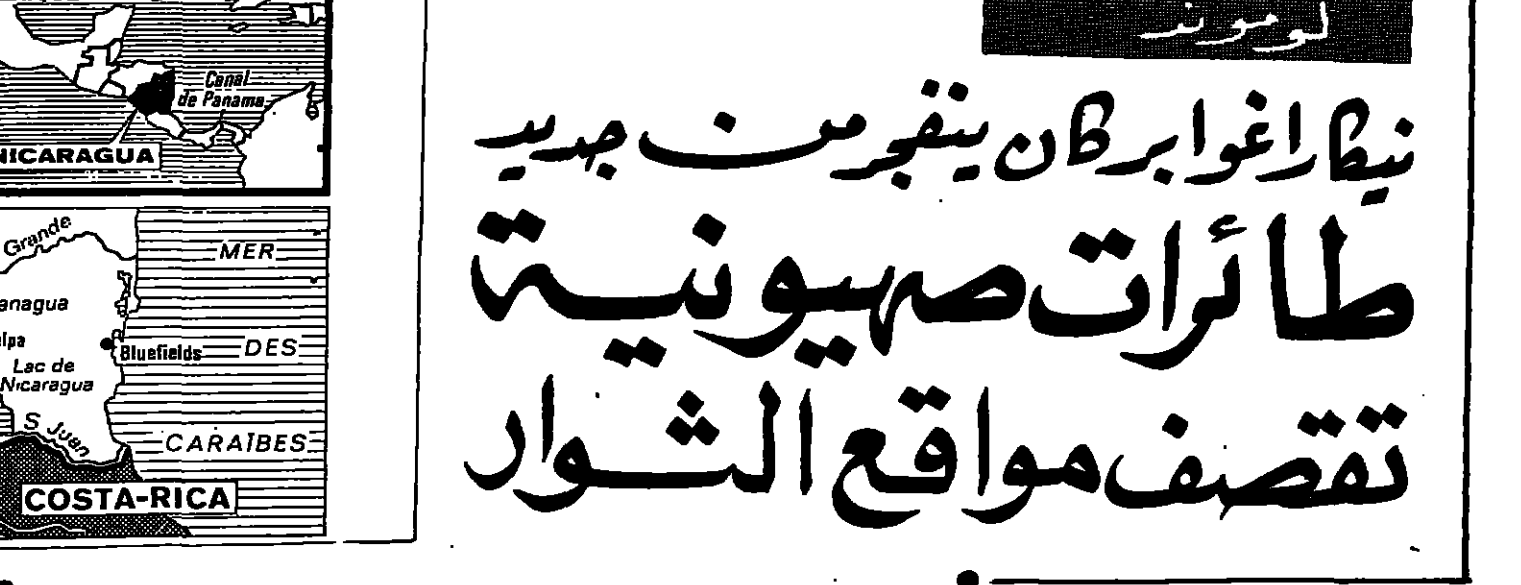 لوموند
نيكاراغوا بركان ينفجر من جديد
طائرات صهيونية
تقصف مواقع الثوار
Canal
de Panama
NICARAGUA
Grande
MER
anagua
lpa
Bluefields
DES
Lac de
Nicaragua
S Juan
CARAÏBES
COSTA-RICA